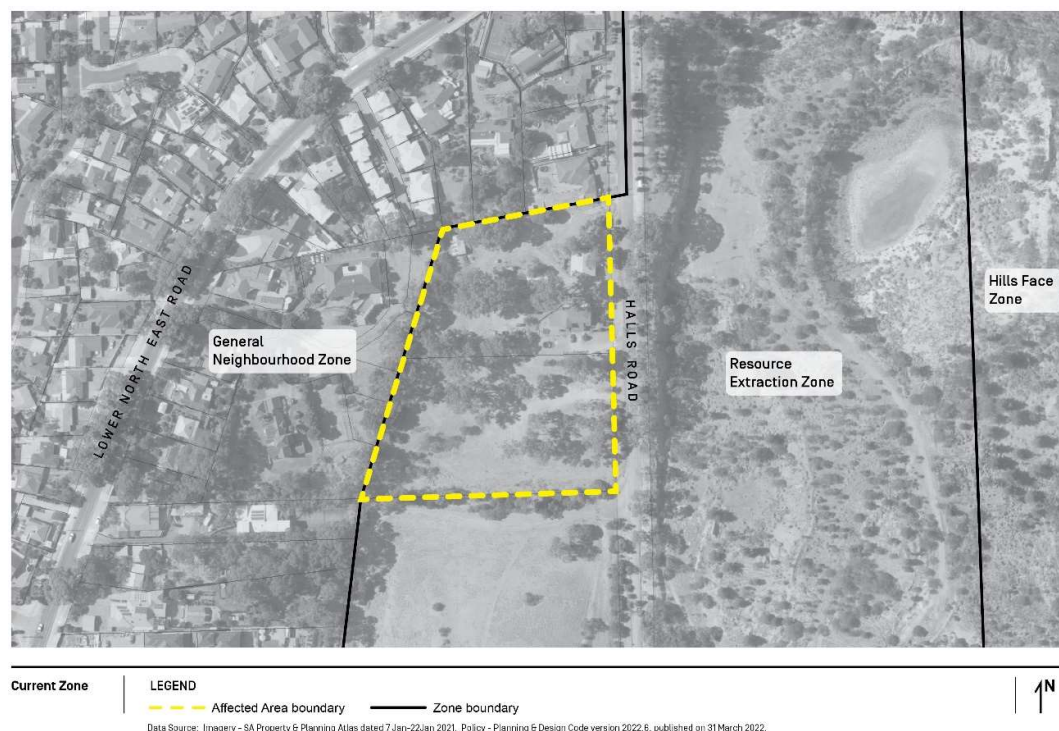 LOWER NORTH EAST ROAD
General
Neighbourhood Zone
HALLS ROAD
Resource
Extraction Zone
Hills Face
Zone
Current Zone
LEGEND
Affected Area boundary
Zone boundary
N
Data Source: Imagery - SA Property & Planning Atlas dated 7 Jan-22Jan 2021, Policy - Planning & Design Code version 2022.6, published on 31 March 2022.